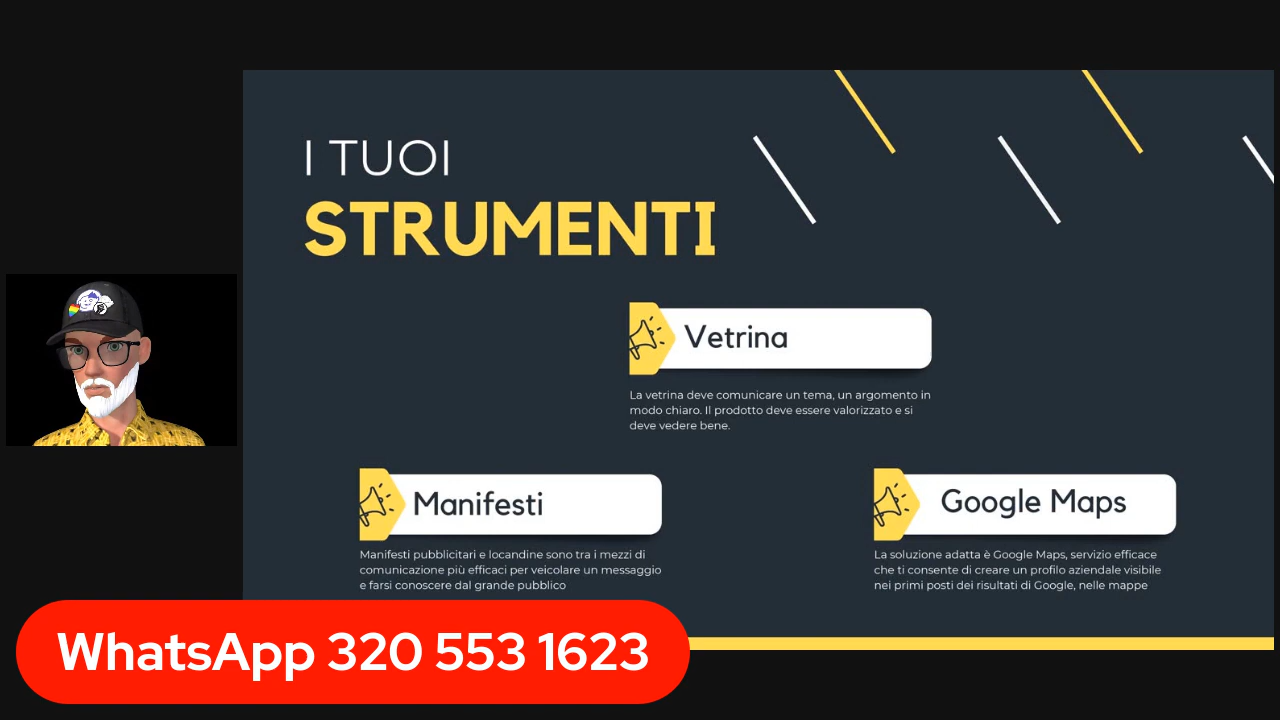 I TUOI
STRUMENTI
Vetrina
La vetrina deve comunicare un tema, un argomento in
modo chiaro. Il prodotto deve essere valorizzato e si
deve vedere bene.
Manifesti
Manifesti pubblicitari e locandine sono tra i mezzi di
comunicazione più efficaci per veicolare un messaggio
e farsi conoscere dal grande pubblico
Google Maps
La soluzione adatta è Google Maps, servizio efficace
che ti consente di creare un profilo aziendale visibile
nei primi posti dei risultati di Google, nelle mappe
WhatsApp 320 553 1623